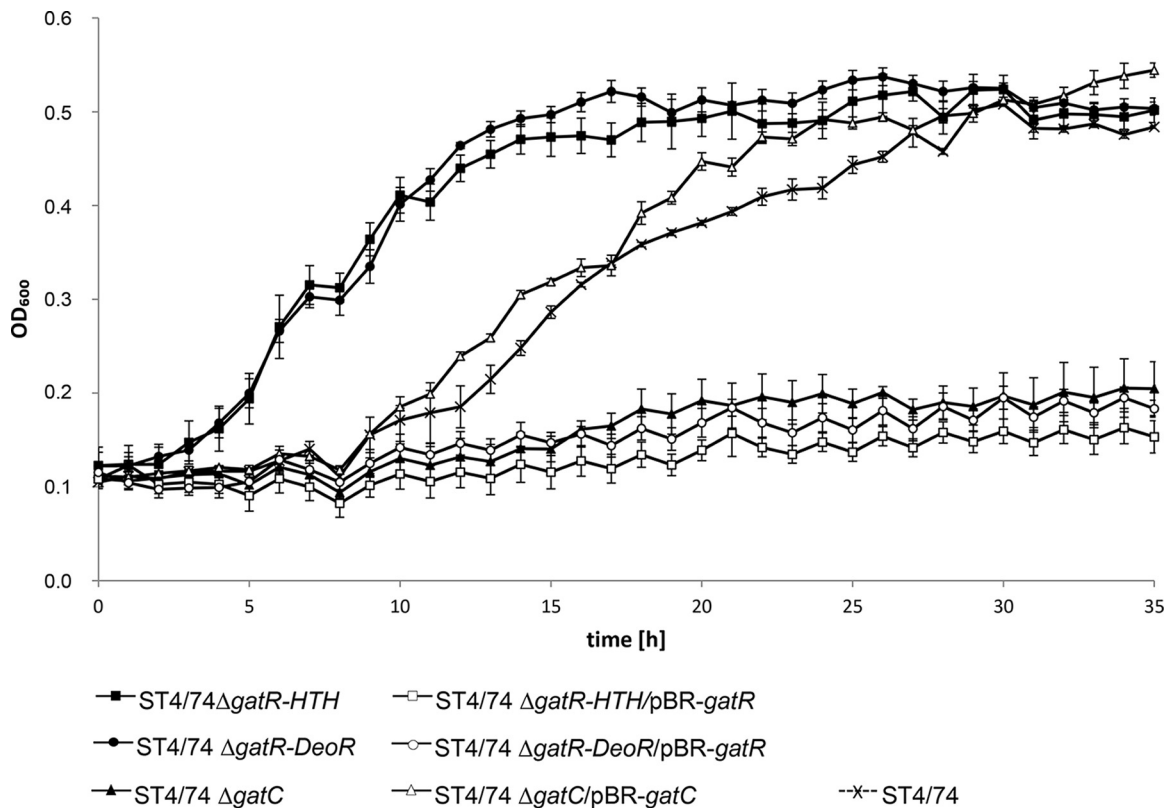 0.6
0.5
0.4
0.3
0.2
0.1
0.0
OD600
0 5 10 15 20 25 30 35
time [h]
ST4/74ΔgatR-HTH ST4/74 ΔgatR-HTH/pBR-gatR
ST4/74 ΔgatR-DeoR ST4/74 ΔgatR-DeoR/pBR-gatR
ST4/74 ΔgatC ST4/74 ΔgatC/pBR-gatC ST4/74